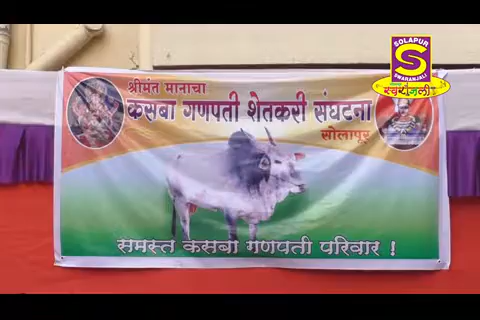 SOLAPUR
S
SWARANJALI
स्वरांजली
श्रीमंत मानाचा
कसबा गणपती शेतकरी संघटना
सोलापूर
समस्त कसबा गणपती परिवार !